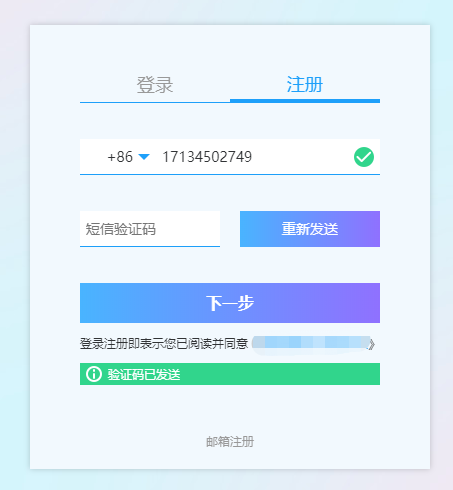 登录 注册
+86 17134502749
短信验证码 重新发送
下一步
登录注册即表示您已阅读并同意 》
验证码已发送
邮箱注册